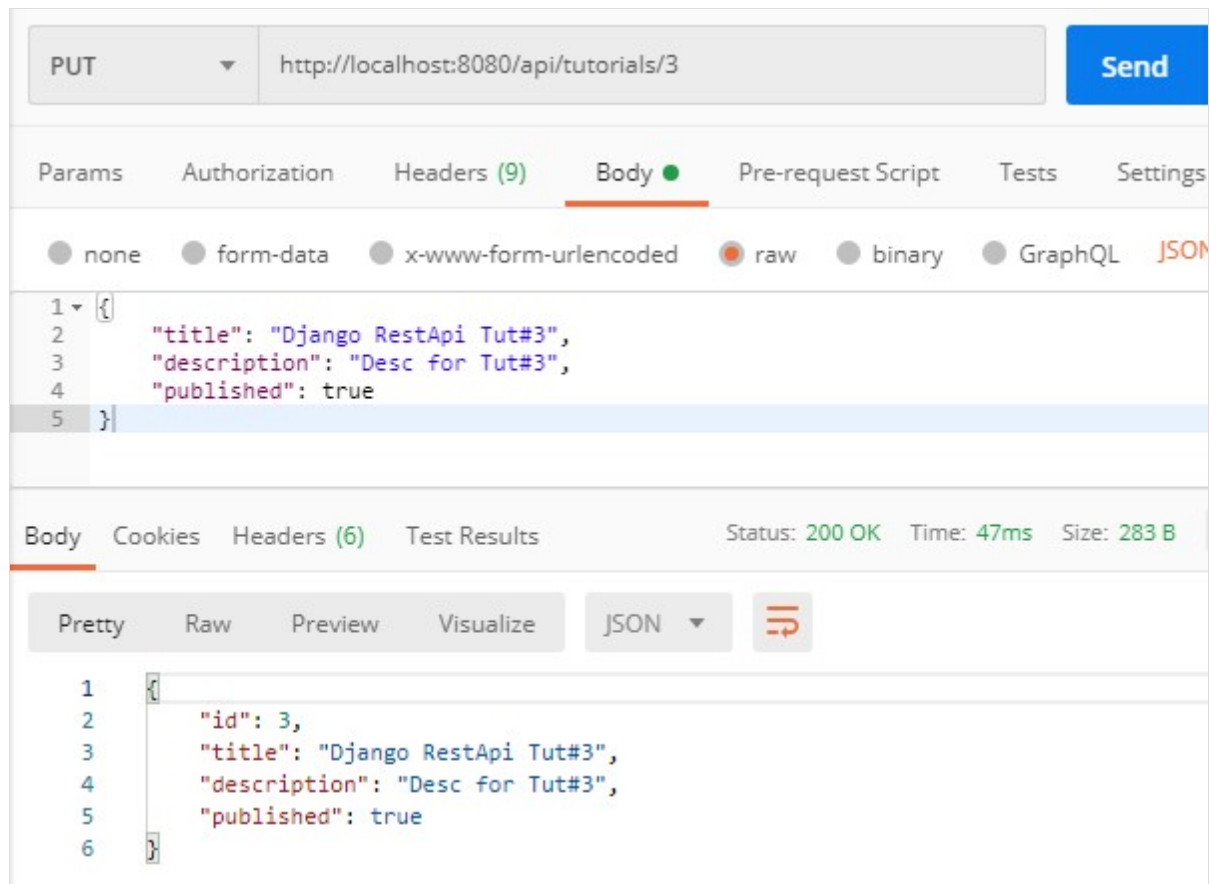 PUT http://localhost:8080/api/tutorials/3 Send
Params Authorization Headers (9) Body Pre-request Script Tests Settings
none form-data x-www-form-urlencoded raw binary GraphQL JSON
1 {
2 "title": "Django RestApi Tut#3",
3 "description": "Desc for Tut#3",
4 "published": true
5 }
Body Cookies Headers (6) Test Results Status: 200 OK Time: 47ms Size: 283 B
Pretty Raw Preview Visualize JSON
1 {
2 "id": 3,
3 "title": "Django RestApi Tut#3",
4 "description": "Desc for Tut#3",
5 "published": true
6 }